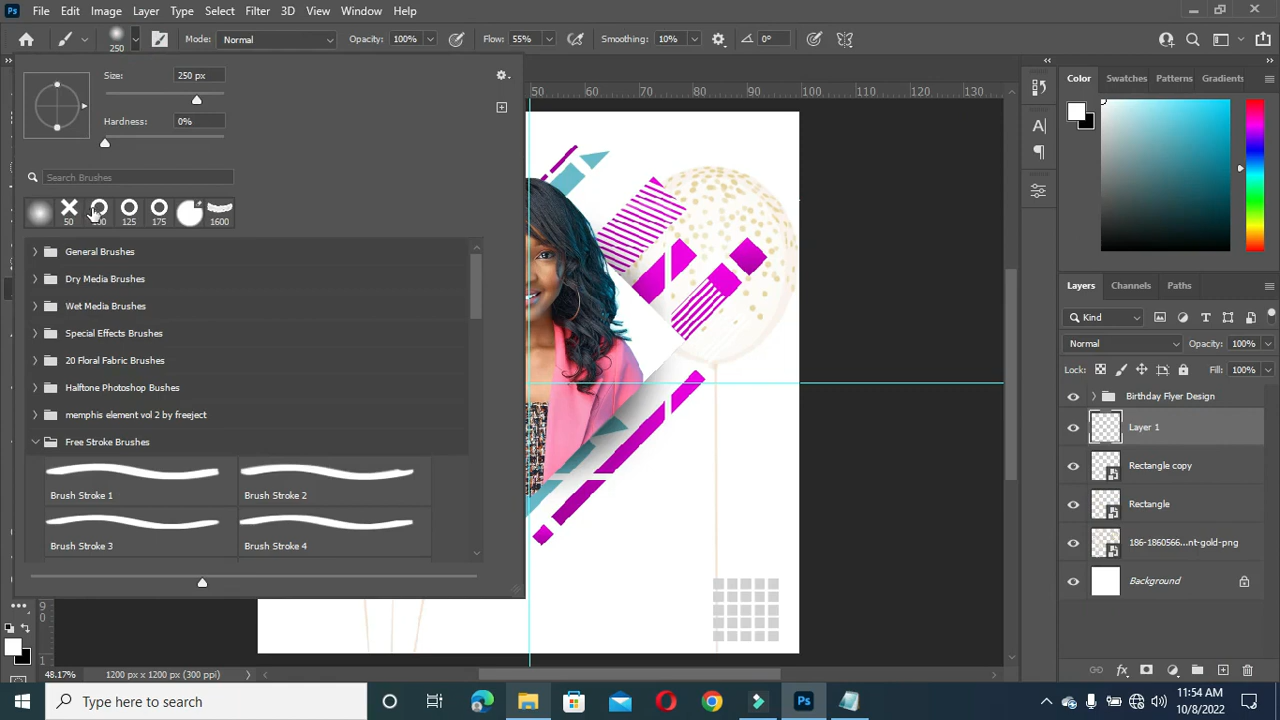 Ps File Edit Image Layer Type Select Filter 3D View Window Help
250 Mode: Normal Opacity: 100% Flow: 55% Smoothing: 10% 0°
Size: 250 px
Hardness: 0%
Search Brushes
50 125 175 1600
General Brushes
Dry Media Brushes
Wet Media Brushes
Special Effects Brushes
20 Floral Fabric Brushes
Halftone Photoshop Bushes
memphis element vol 2 by freeject
Free Stroke Brushes
Brush Stroke 1 Brush Stroke 2
Brush Stroke 3 Brush Stroke 4
50 60 70 80 90 100 110 120 130
Color Swatches Patterns Gradients
Layers Channels Paths
Kind
Normal Opacity: 100%
Lock: Fill: 100%
Birthday Flyer Design
Layer 1
Rectangle copy
Rectangle
186-1860566...nt-gold-png
Background
48.17% 1200 px x 1200 px (300 ppi)
Type here to search
Ps
11:54 AM
10/8/2022